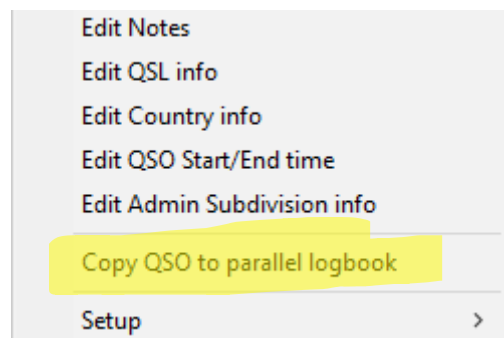 Edit Notes
Edit QSL info
Edit Country info
Edit QSO Start/End time
Edit Admin Subdivision info
Copy QSO to parallel logbook
Setup